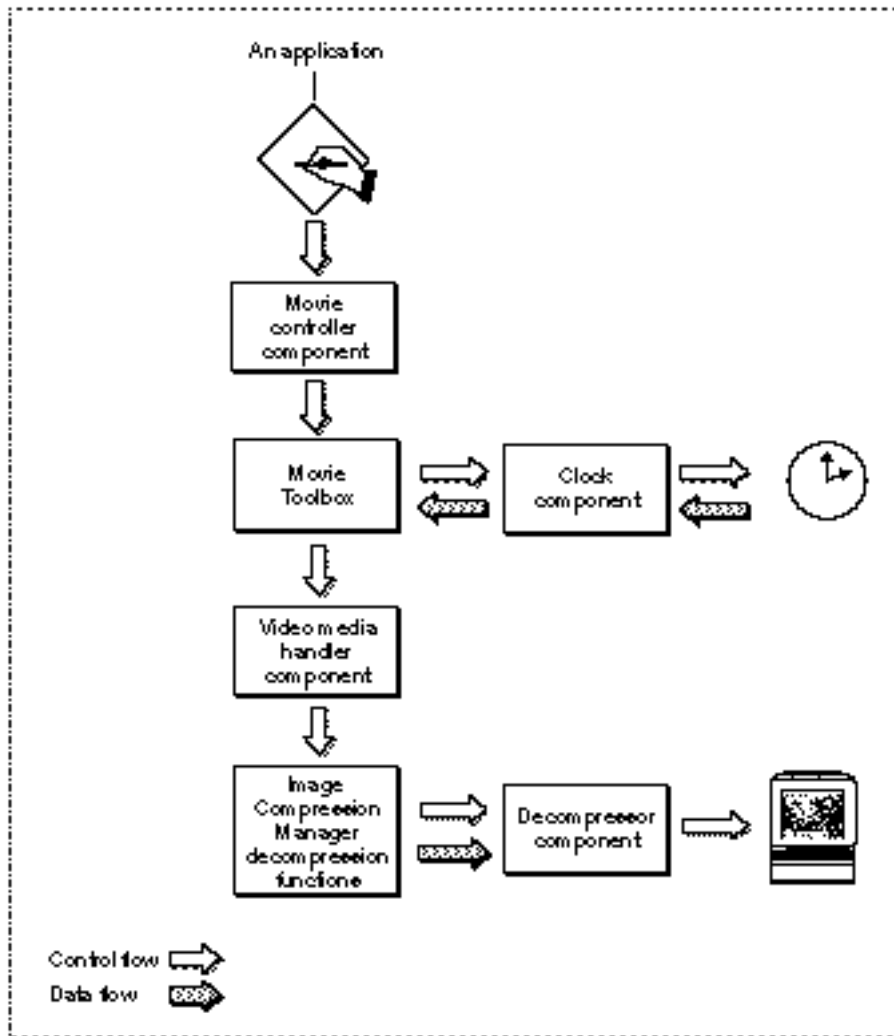 An application
Movie
controller
component
Movie
Toolbox
Clock
component
Video media
handler
component
Image
Compression
Manager
decompression
functions
Decompressor
component
Control flow
Data flow